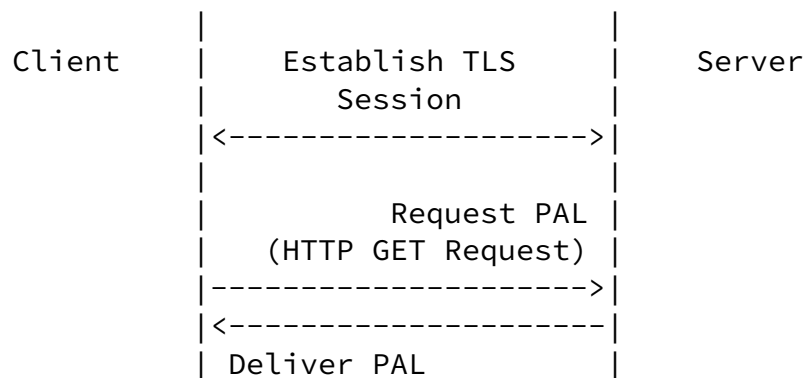 Client Establish TLS Server
Session
Request PAL
(HTTP GET Request)
Deliver PAL